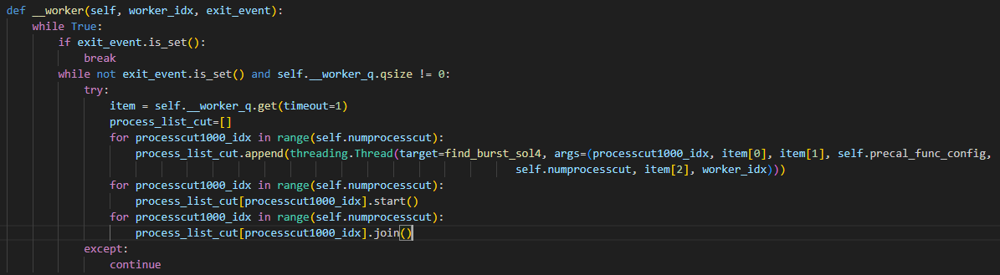 def __worker(self, worker_idx, exit_event):
    while True:
        if exit_event.is_set():
            break
        while not exit_event.is_set() and self.__worker_q.qsize != 0:
            try:
                item = self.__worker_q.get(timeout=1)
                process_list_cut=[]
                for processcut1000_idx in range(self.numprocesscut):
                    process_list_cut.append(threading.Thread(target=find_burst_sol4, args=(processcut1000_idx, item[0], item[1], self.precal_func_config,
                                                                                self.numprocesscut, item[2], worker_idx)))
                for processcut1000_idx in range(self.numprocesscut):
                    process_list_cut[processcut1000_idx].start()
                for processcut1000_idx in range(self.numprocesscut):
                    process_list_cut[processcut1000_idx].join()
            except:
                continue